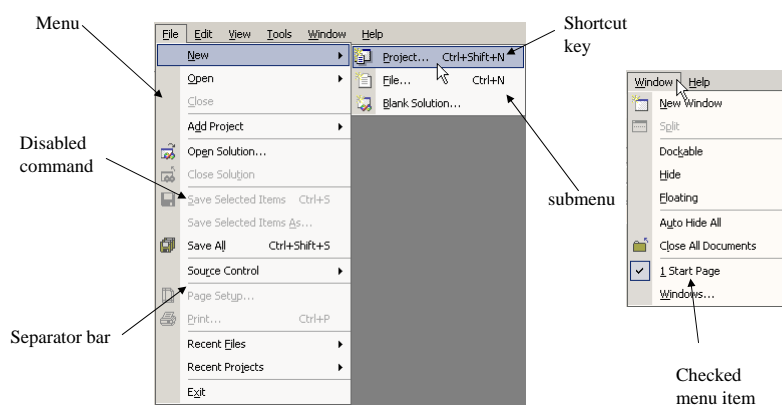 Menu
Shortcut
key
File Edit View Tools Window Help
New
Project... Ctrl+Shift+N
Open
File... Ctrl+N
Close
Blank Solution...
Add Project
Open Solution...
Close Solution
Save Selected Items Ctrl+S
Save Selected Items As...
Save All Ctrl+Shift+S
Source Control
Page Setup...
Print... Ctrl+P
Recent Files
Recent Projects
Exit
Disabled
command
Separator bar
submenu
Window Help
New Window
Split
Dockable
Hide
Floating
Auto Hide All
Close All Documents
1 Start Page
Windows...
Checked
menu item